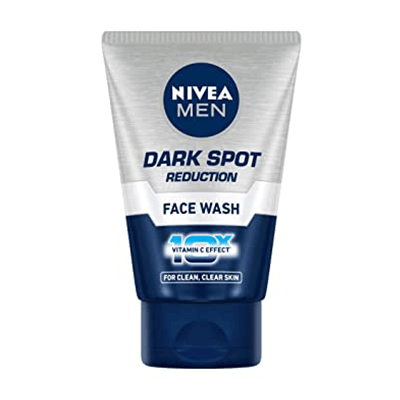 NIVEA
MEN
DARK SPOT
REDUCTION
FACE WASH
10X
VITAMIN C EFFECT*
FOR CLEAN, CLEAR SKIN